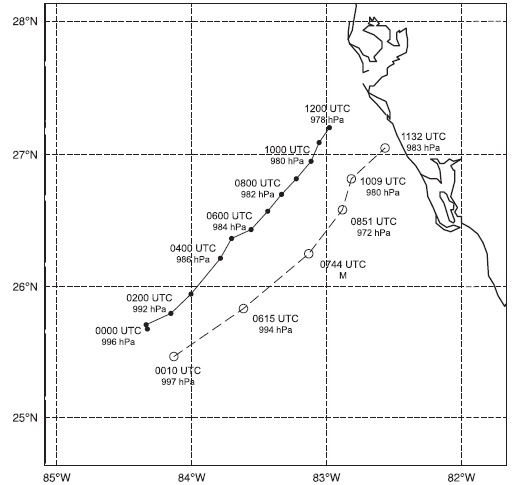 28°N
1200 UTC
978 hPa
1132 UTC
983 hPa
1000 UTC
980 hPa
27°N
0800 UTC
982 hPa
1009 UTC
980 hPa
0600 UTC
984 hPa
0851 UTC
972 hPa
0400 UTC
986 hPa
0744 UTC
M
26°N
0200 UTC
992 hPa
0000 UTC
996 hPa
0615 UTC
994 hPa
0010 UTC
997 hPa
25°N
85°W
84°W
83°W
82°W